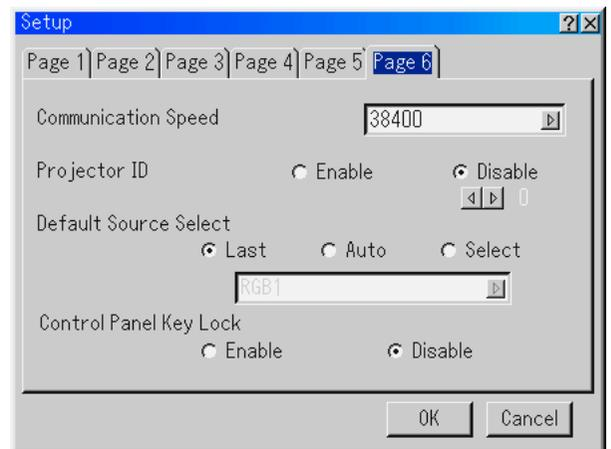 Setup
Page 1 Page 2 Page 3 Page 4 Page 5 Page 6
Communication Speed 38400
Projector ID Enable Disable
0
Default Source Select
Last Auto Select
RGB1
Control Panel Key Lock
Enable Disable
OK Cancel